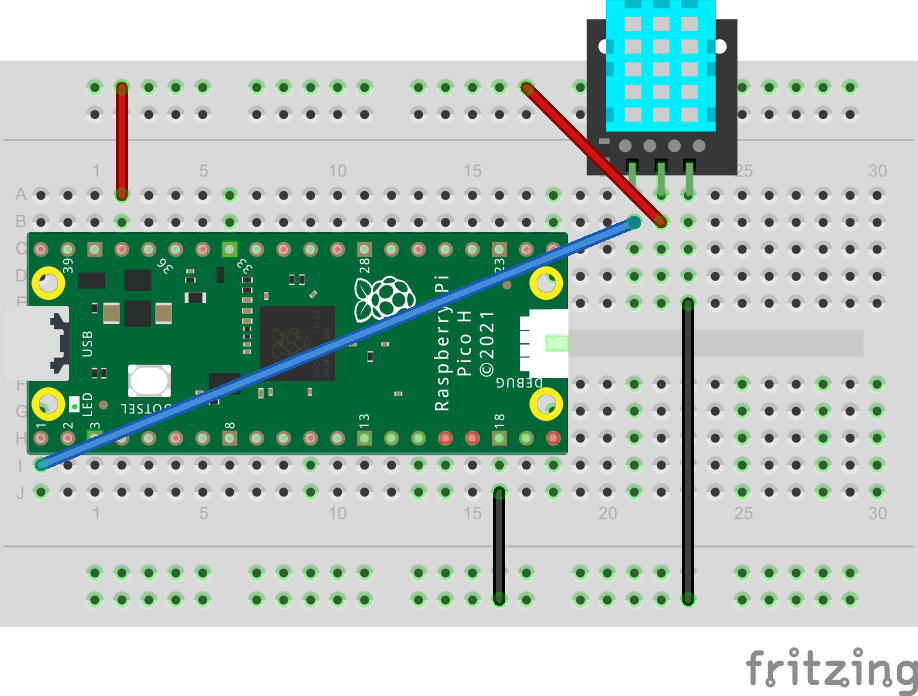 1 5 10 15 25 30
A
B
C
D
E
39 36 33 28 23
USB
LED
BOOTSEL
Raspberry Pi
Pico H
©2021
DEBUG
F
G
H
1 2 3 8 13 18
I
J
1 5 10 15 20 25 30
fritzing